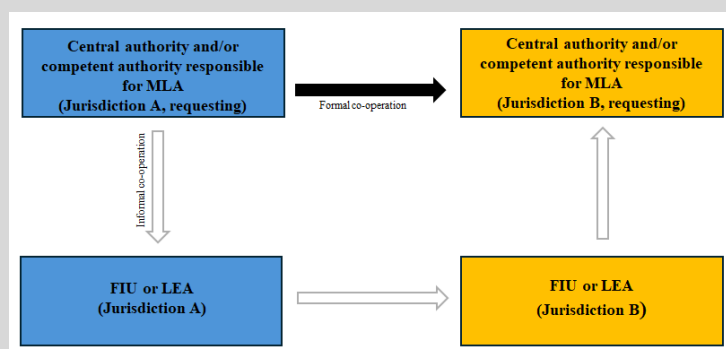 Central authority and/or
competent authority responsible
for MLA
(Jurisdiction A, requesting)
Formal co-operation
Central authority and/or
competent authority responsible
for MLA
(Jurisdiction B, requesting)
Informal co-operation
FIU or LEA
(Jurisdiction A)
FIU or LEA
(Jurisdiction B)